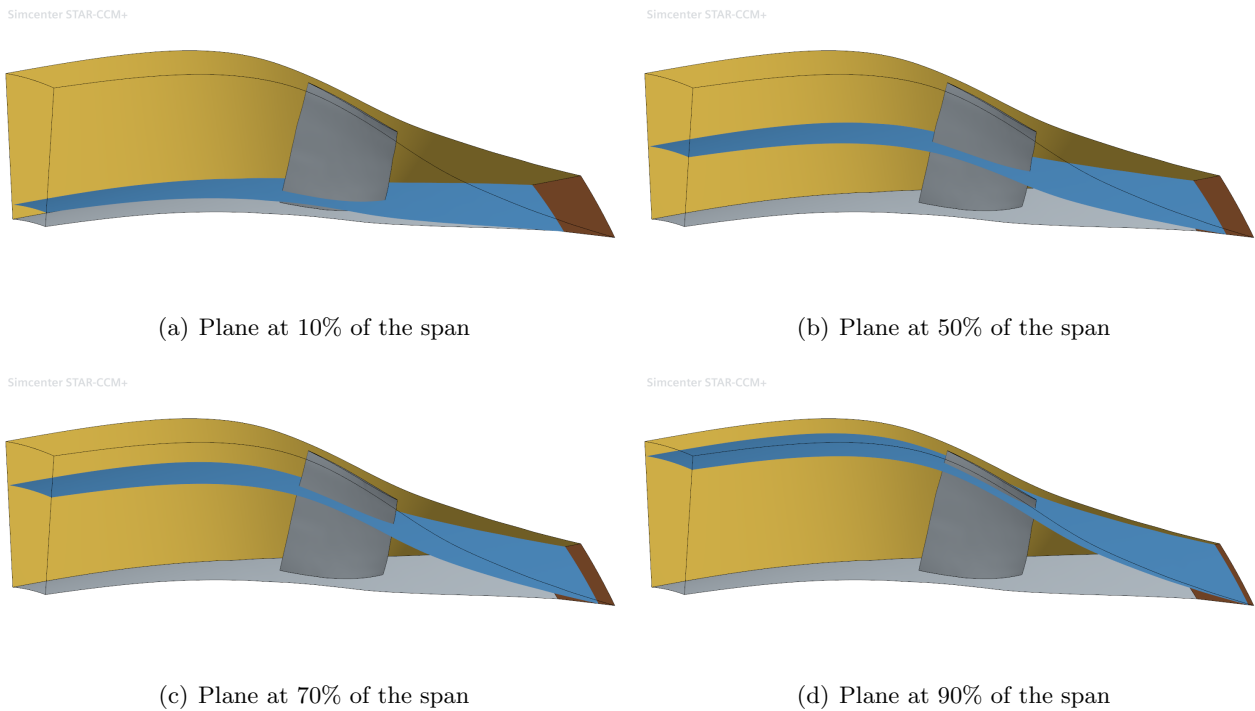 Simcenter STAR-CCM+
Simcenter STAR-CCM+
(a) Plane at 10% of the span
(b) Plane at 50% of the span
Simcenter STAR-CCM+
Simcenter STAR-CCM+
(c) Plane at 70% of the span
(d) Plane at 90% of the span